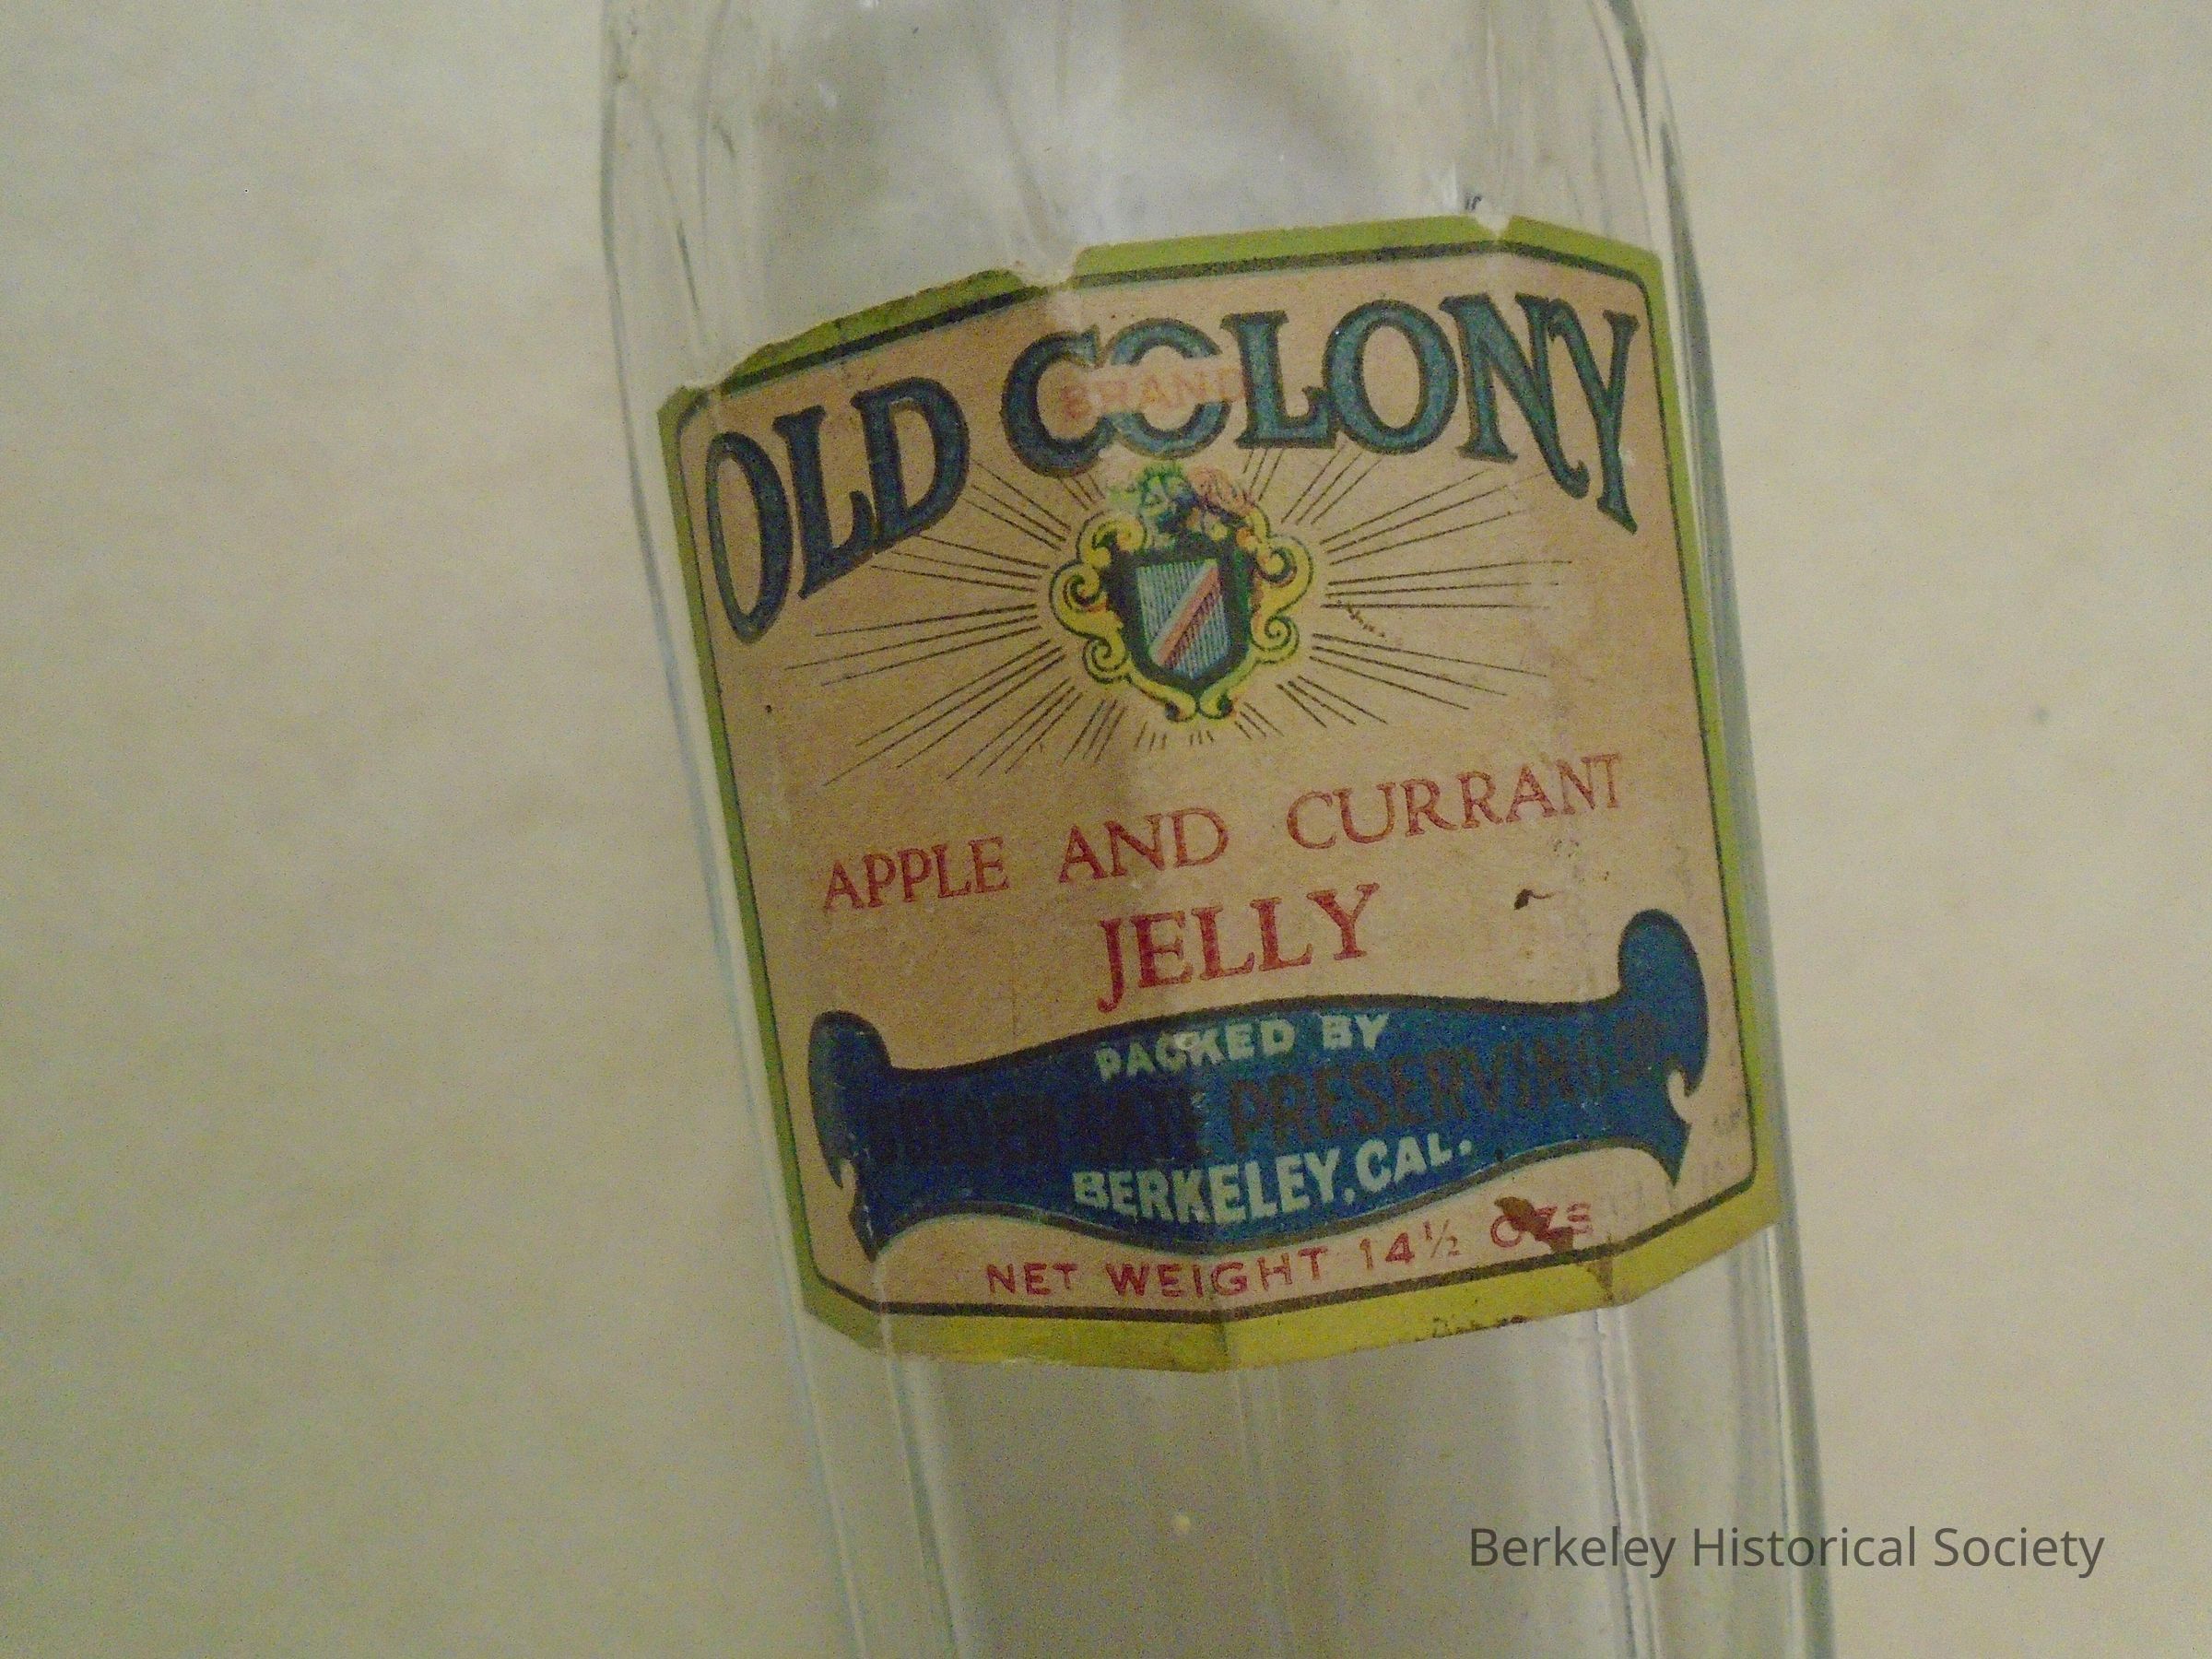 OLD COLONY
BRAND
APPLE AND CURRANT
JELLY
PACKED BY
PRESERVING
BERKELEY, CAL.
NET WEIGHT 14½ OZS
Berkeley Historical Society